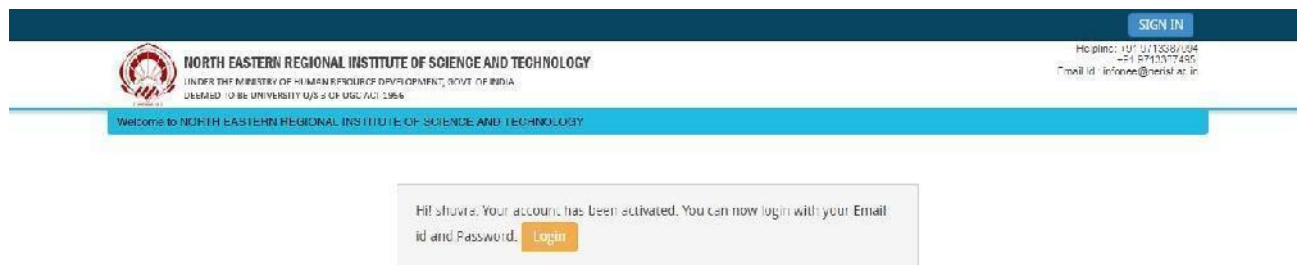 SIGN IN
NORTH EASTERN REGIONAL INSTITUTE OF SCIENCE AND TECHNOLOGY
UNDER THE MINISTRY OF HUMAN RESOURCE DEVELOPMENT, GOVT. OF INDIA
DEEMED TO BE UNIVERSITY U/S 3 OF UGC ACT 1956
Helpline: +91
+91
Email Id : infonee@nerist.ac.in
Welcome to NORTH EASTERN REGIONAL INSTITUTE OF SCIENCE AND TECHNOLOGY
Hi! shuvra. Your account has been activated. You can now login with your Email
id and Password. Login